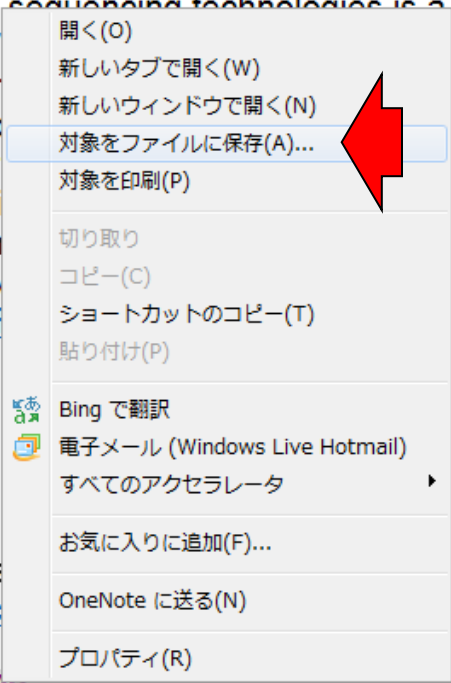 sequencing technologies is a
開く(O)
新しいタブで開く(W)
新しいウィンドウで開く(N)
対象をファイルに保存(A)...
対象を印刷(P)
切り取り
コピー(C)
ショートカットのコピー(T)
貼り付け(P)
Bing で翻訳
電子メール (Windows Live Hotmail)
すべてのアクセラレータ
お気に入りに追加(F)...
OneNote に送る(N)
プロパティ(R)